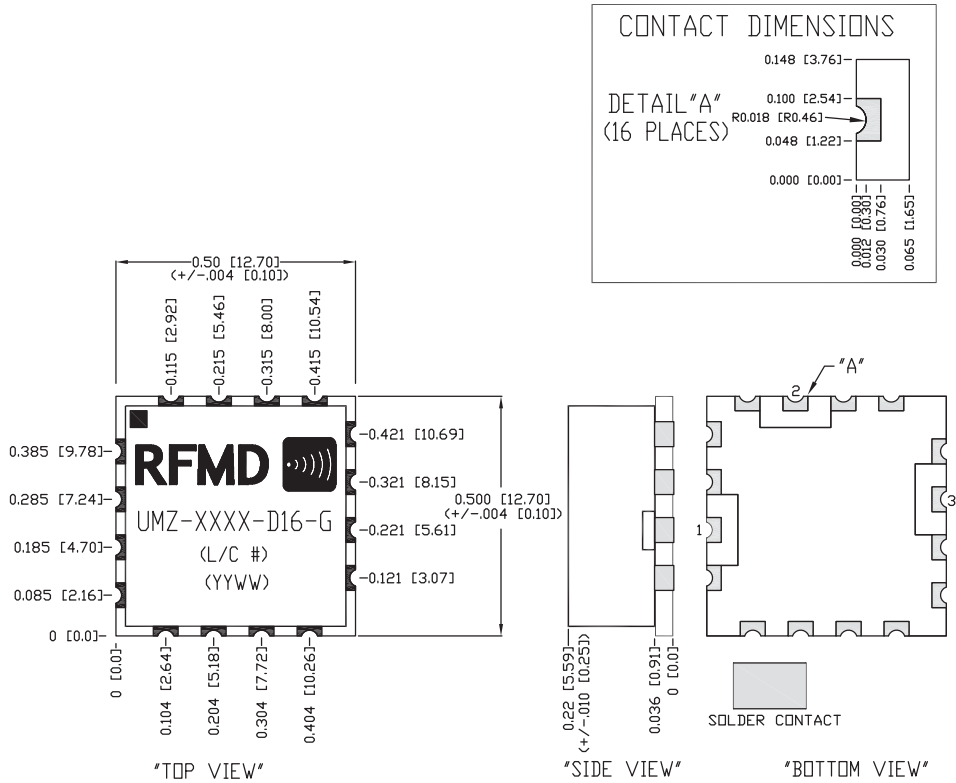 CONTACT DIMENSIONS
0.148 [3.76]
DETAIL"A"
(16 PLACES)
0.100 [2.54]
R0.018 [R0.46]
0.048 [1.22]
0.000 [0.00]
0.000 [0.00]
0.012 [0.30]
0.030 [0.76]
0.065 [1.65]
0.50 [12.70]
(+/-.004 [0.10])
0.115 [2.92]
0.215 [5.46]
0.315 [8.00]
0.415 [10.54]
0.385 [9.78]
0.285 [7.24]
0.185 [4.70]
0.085 [2.16]
0 [0.0]
RFMD
UMZ-XXXX-D16-G
(L/C #)
(YYWW)
0.421 [10.69]
0.321 [8.15]
0.221 [5.61]
0.121 [3.07]
0.500 [12.70]
(+/-.004 [0.10])
0 [0.0]
0.104 [2.64]
0.204 [5.18]
0.304 [7.72]
0.404 [10.26]
"TOP VIEW"
0.22 [5.59]
(+/-.010 [0.25])
0.036 [0.91]
0 [0.0]
"SIDE VIEW"
"A"
2
1
3
SOLDER CONTACT
"BOTTOM VIEW"